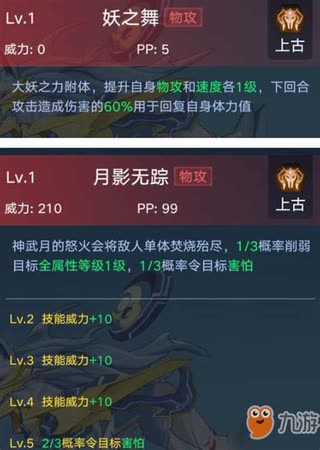 Lv.1 妖之舞 物攻
上古
威力: 0 PP: 5
大妖之力附体，提升自身物攻和速度各1级，下回合
攻击造成伤害的60%用于回复自身体力值
Lv.1 月影无踪 物攻
上古
威力: 210 PP: 99
神武月的怒火会将敌人单体焚烧殆尽，1/3概率削弱
目标全属性等级1级，1/3概率令目标害怕
Lv.2 技能威力+10
Lv.3 技能威力+10
Lv.4 技能威力+10
Lv.5 2/3概率令目标害怕
九游